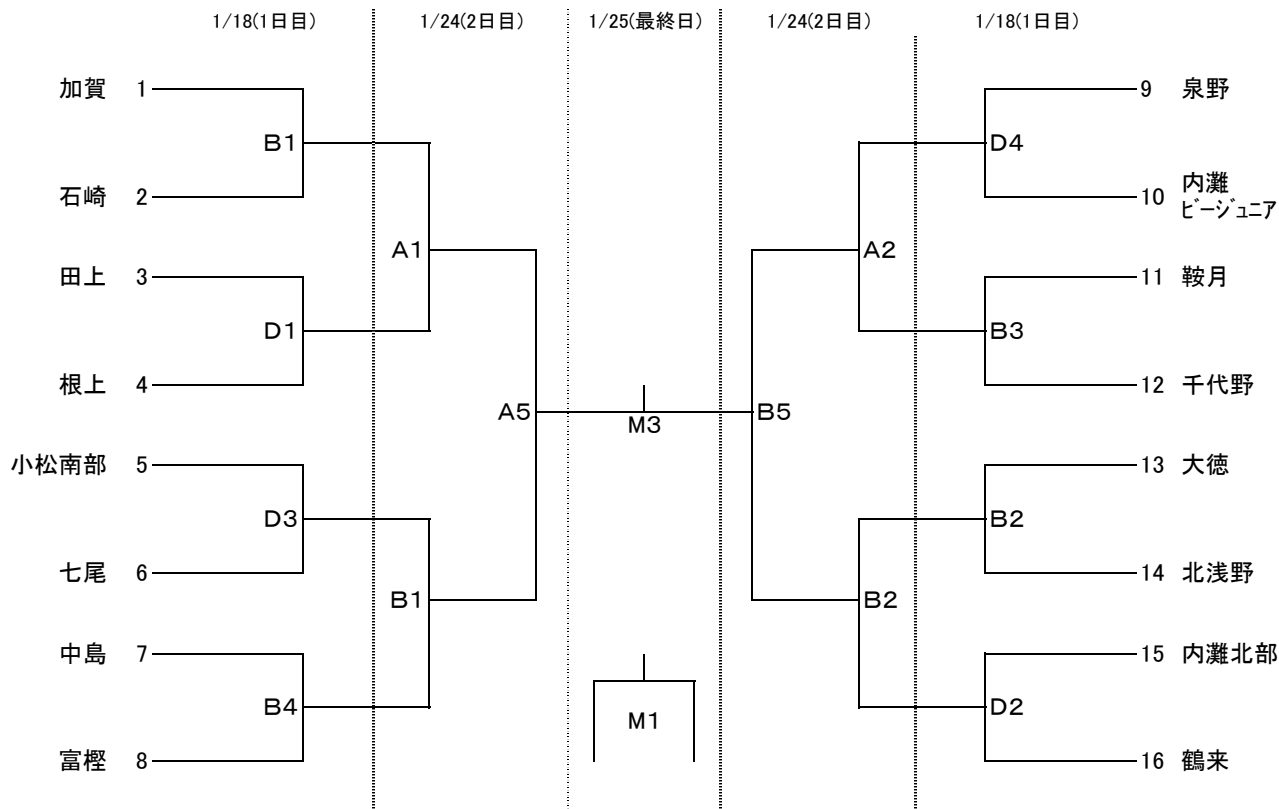 1/18(1日目) 1/24(2日目) 1/25(最終日) 1/24(2日目) 1/18(1日目)
加賀 1 9 泉野
B1 D4
石崎 2 10 内灘
ビージュニア
A1 A2
田上 3 11 鞍月
D1 B3
根上 4 12 千代野
A5 M3 B5
小松南部 5 13 大徳
D3 B2
七尾 6 14 北浅野
B1 B2
中島 7 15 内灘北部
B4 M1 D2
富樫 8 16 鶴来